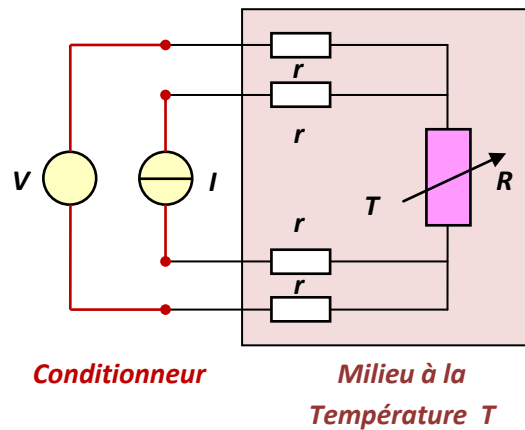 r
r
V
I
T
R
r
r
Conditionneur
Milieu à la
Température T